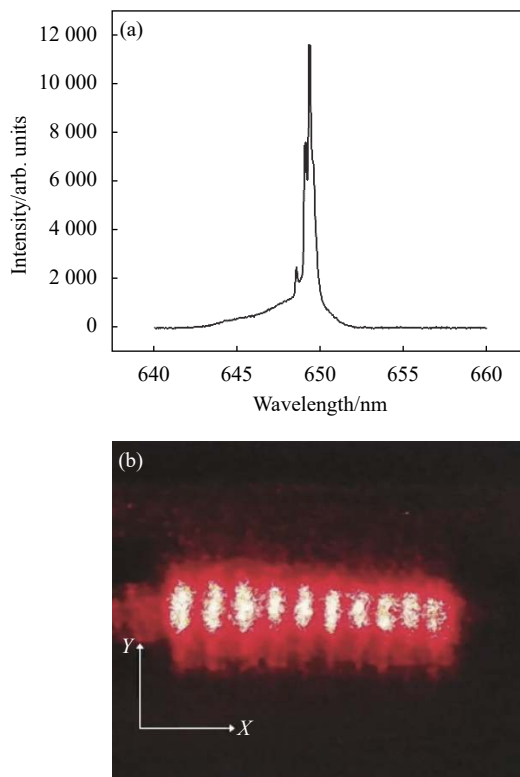 (a)
12 000
10 000
8 000
6 000
4 000
2 000
0
Intensity/arb. units
640 645 650 655 660
Wavelength/nm
(b)
Y
X